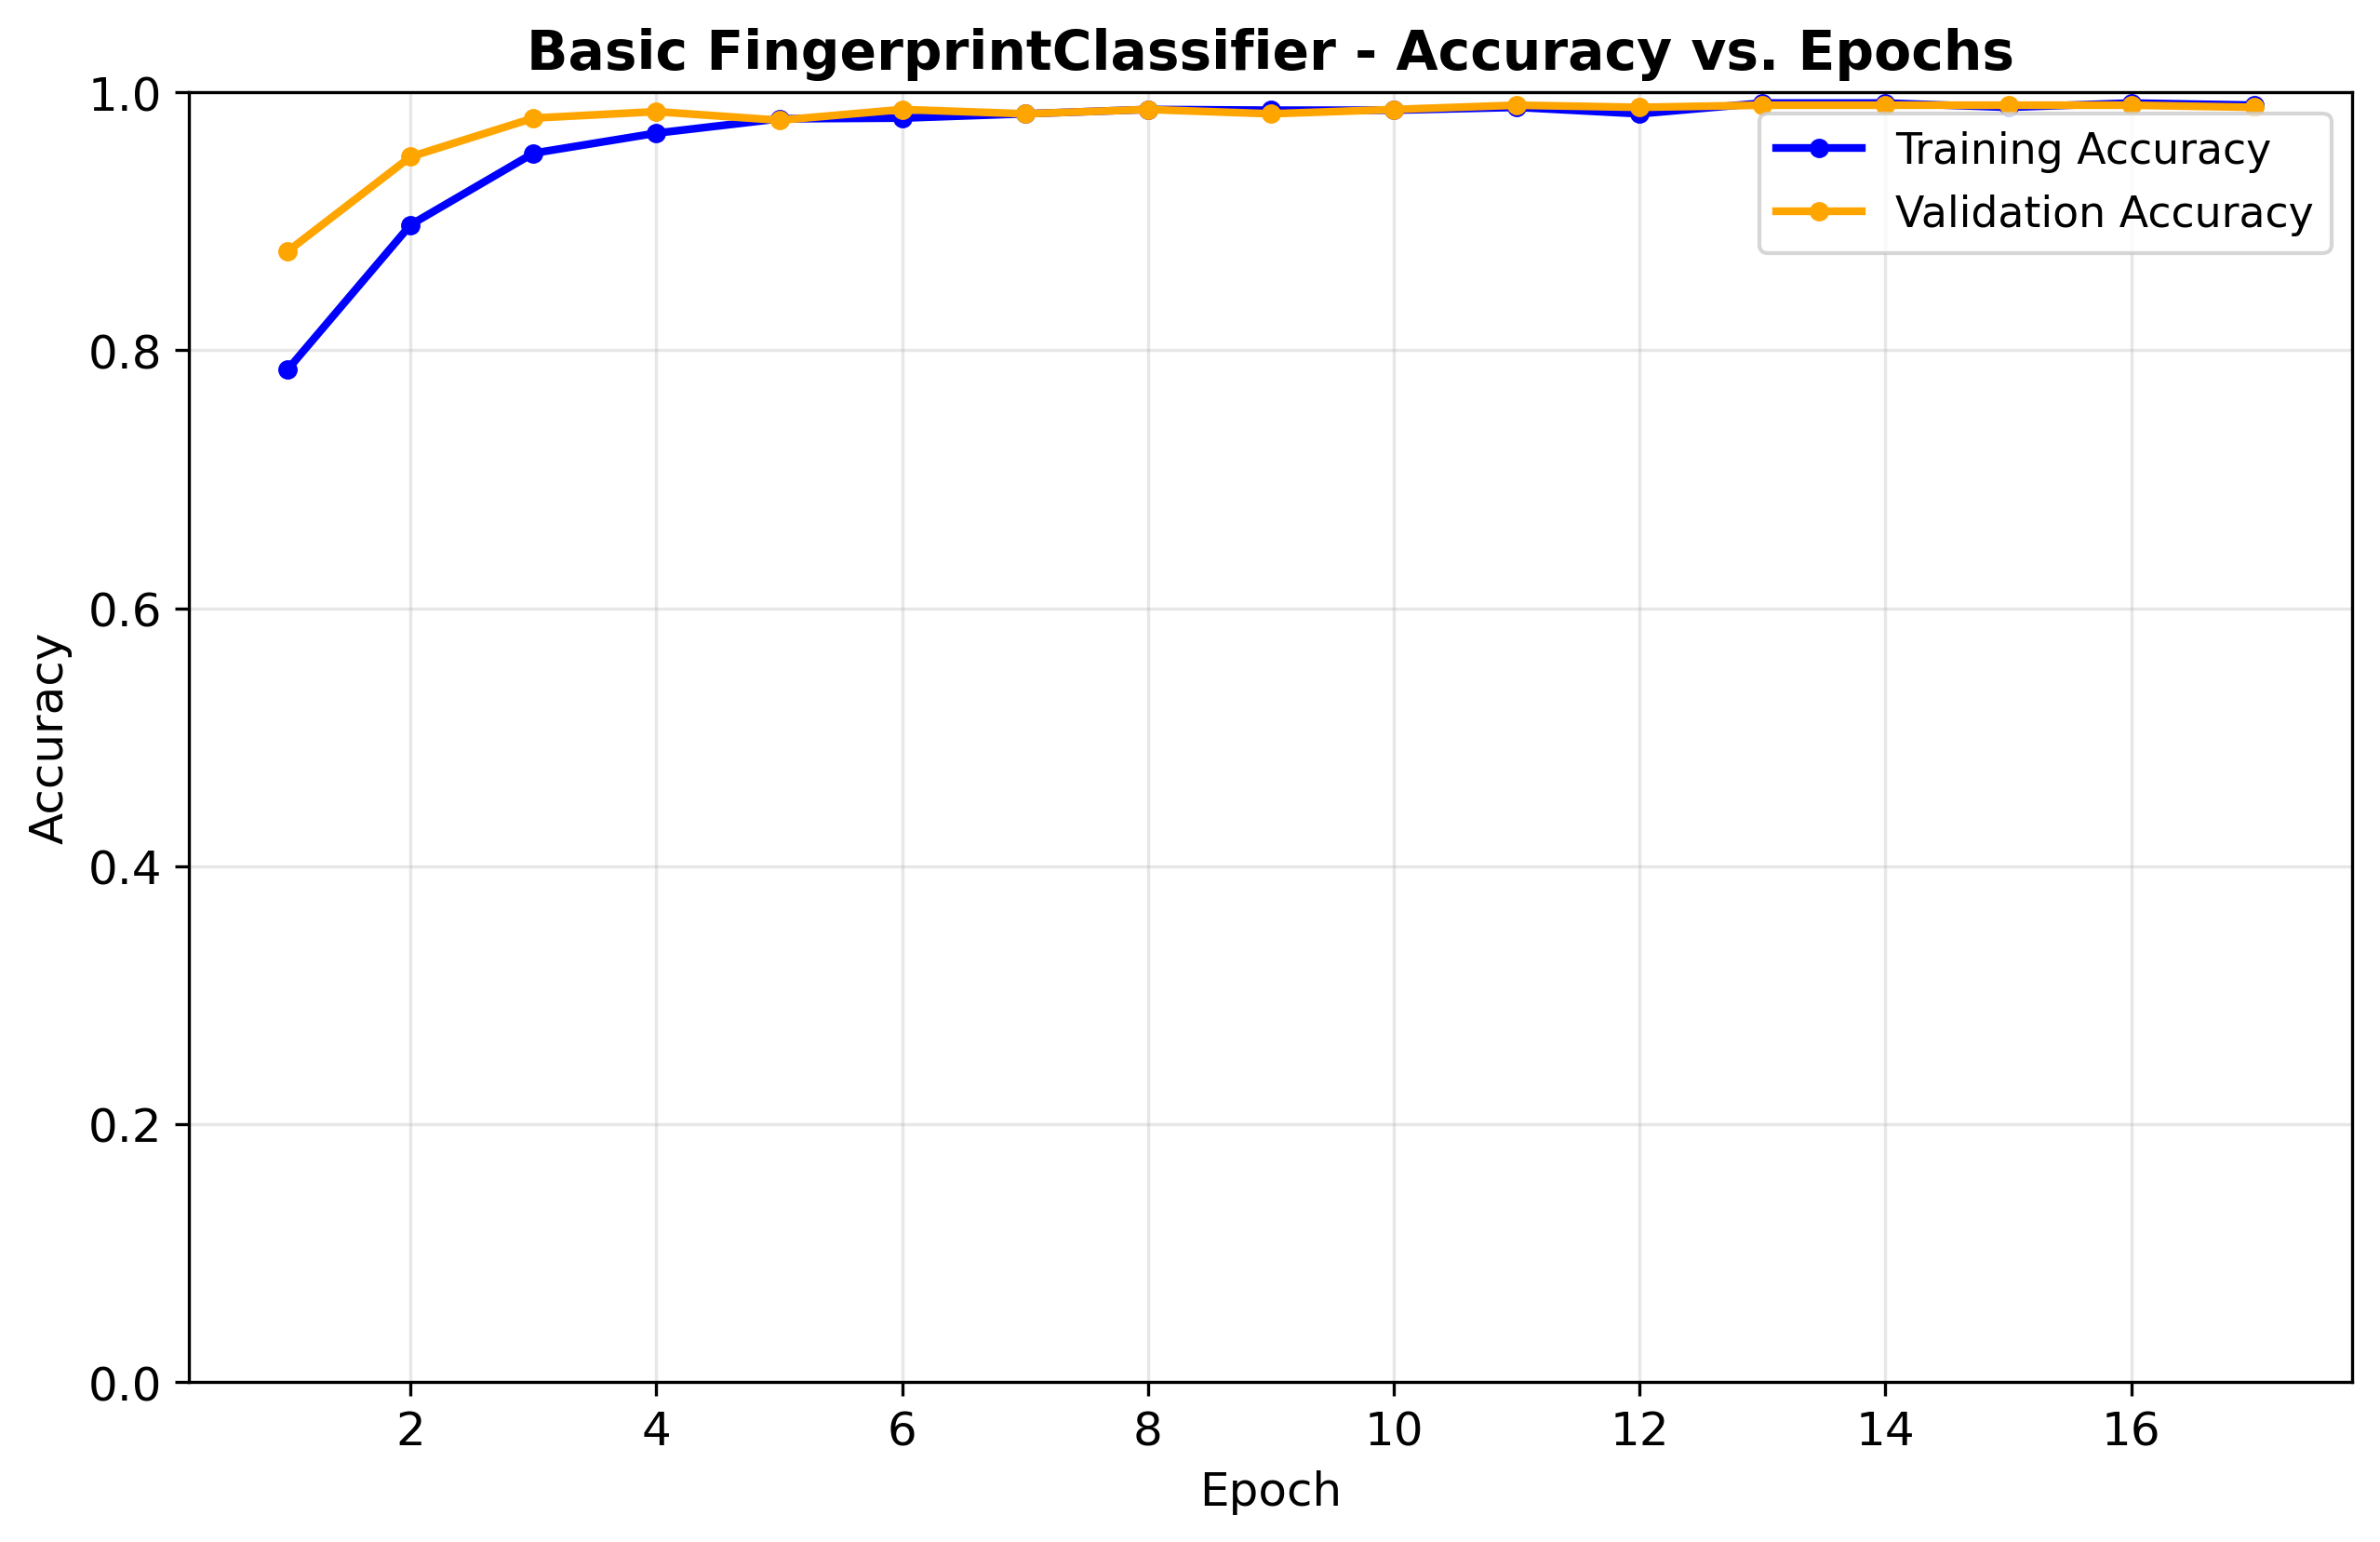 Basic FingerprintClassifier - Accuracy vs. Epochs
1.0
Training Accuracy
Validation Accuracy
0.8
0.6
Accuracy
0.4
0.2
0.0
2 4 6 8 10 12 14 16
Epoch